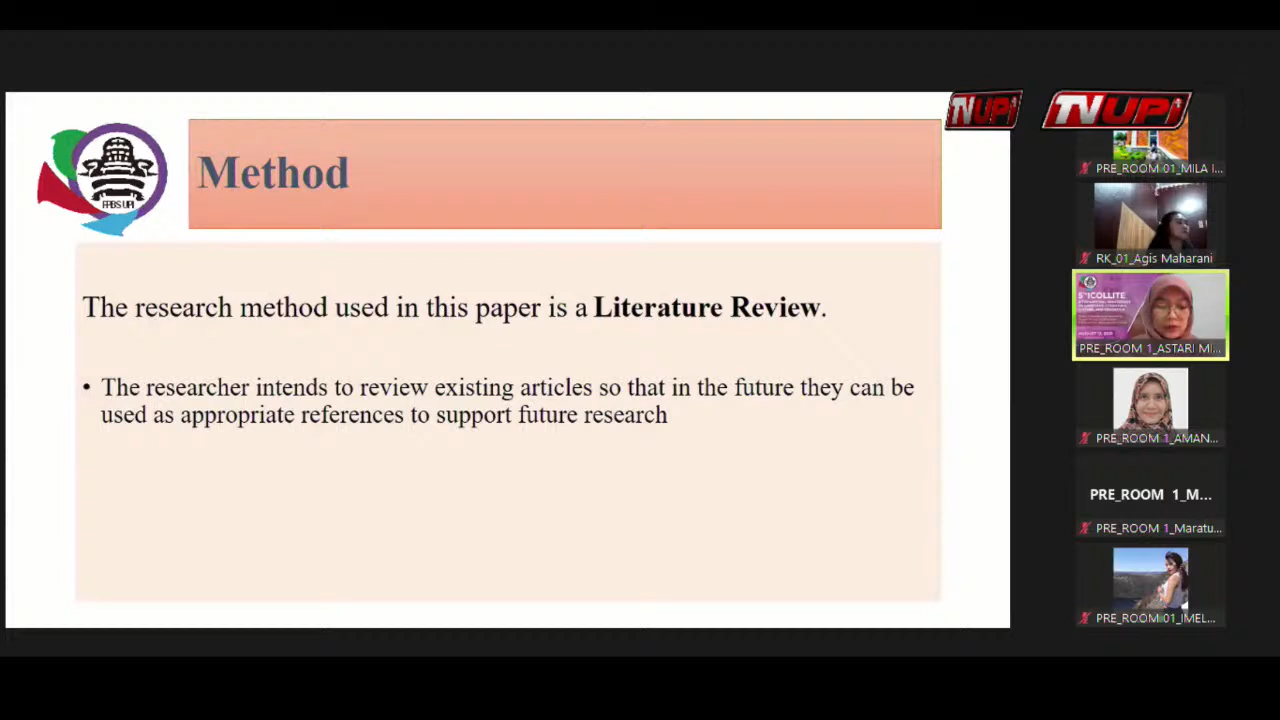 TVUPI
TVUPI
FPBS UPI
Method
The research method used in this paper is a Literature Review.
• The researcher intends to review existing articles so that in the future they can be
used as appropriate references to support future research
PRE_ROOM 01_MILA I...
RK_01_Agis Maharani
5TH ICOLLITE
PRE_ROOM 1_ASTARI MI...
PRE_ROOM 1_AMAN...
PRE_ROOM 1_M...
PRE_ROOM 1_Maratu...
PRE_ROOM 01_IMEL...